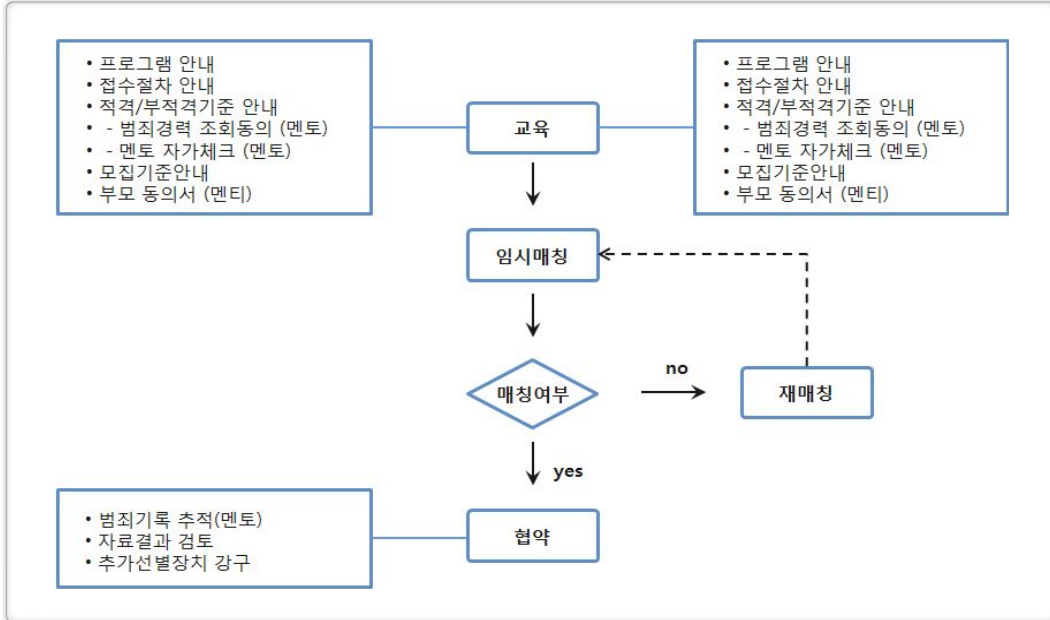 • 프로그램 안내
• 접수절차 안내
• 적격/부적격기준 안내
• - 범죄경력 조회동의 (멘토)
• - 멘토 자가체크 (멘토)
• 모집기준안내
• 부모 동의서 (멘티)
교육
• 프로그램 안내
• 접수절차 안내
• 적격/부적격기준 안내
• - 범죄경력 조회동의 (멘토)
• - 멘토 자가체크 (멘토)
• 모집기준안내
• 부모 동의서 (멘티)
임시매칭
매칭여부
no
재매칭
yes
• 범죄기록 추적(멘토)
• 자료결과 검토
• 추가선별장치 강구
협약